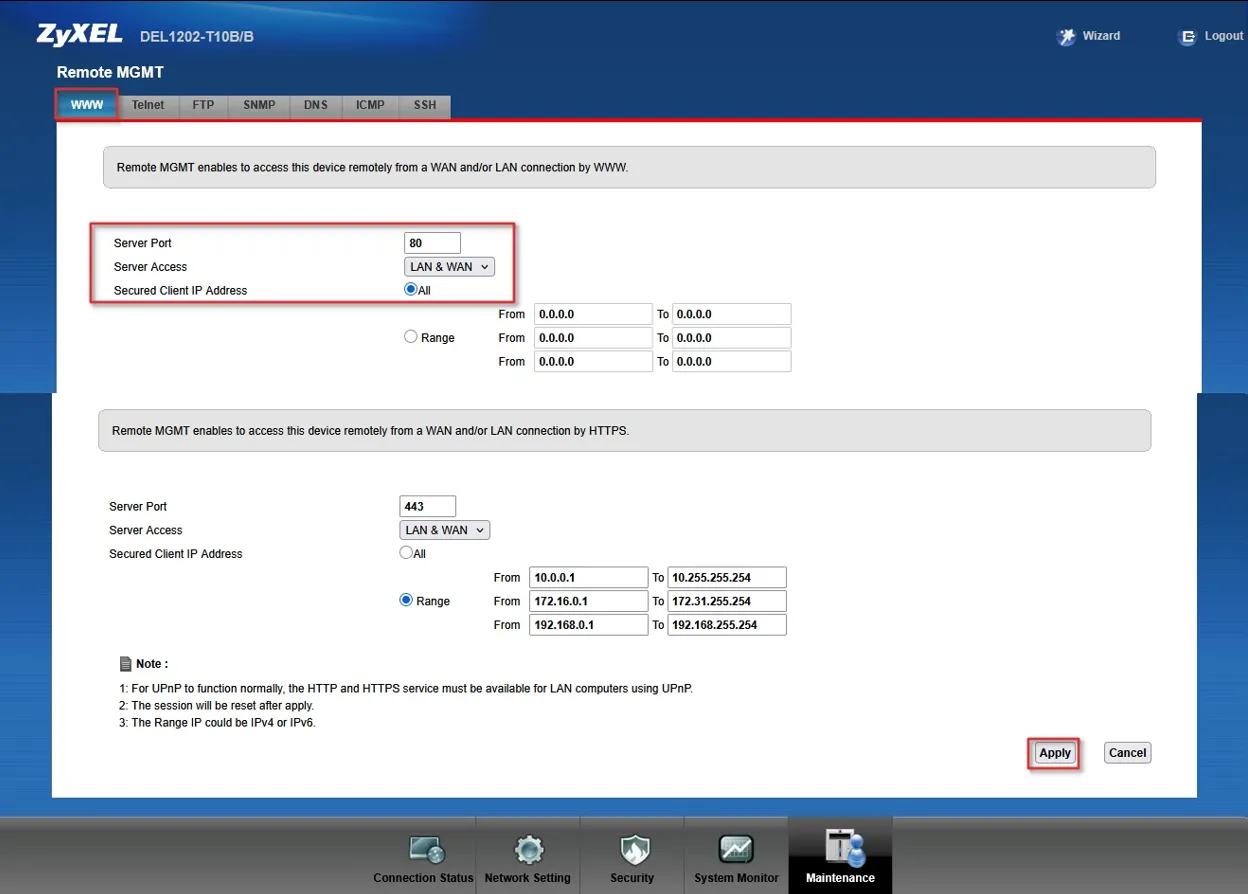 ZyXEL DEL1202-T10B/B Wizard Logout
Remote MGMT
WWW Telnet FTP SNMP DNS ICMP SSH
Remote MGMT enables to access this device remotely from a WAN and/or LAN connection by WWW.
Server Port 80
Server Access LAN & WAN
Secured Client IP Address All
From 0.0.0.0 To 0.0.0.0
Range From 0.0.0.0 To 0.0.0.0
From 0.0.0.0 To 0.0.0.0
Remote MGMT enables to access this device remotely from a WAN and/or LAN connection by HTTPS.
Server Port 443
Server Access LAN & WAN
Secured Client IP Address All
From 10.0.0.1 To 10.255.255.254
Range From 172.16.0.1 To 172.31.255.254
From 192.168.0.1 To 192.168.255.254
Note :
1: For UPnP to function normally, the HTTP and HTTPS service must be available for LAN computers using UPnP.
2: The session will be reset after apply.
3: The Range IP could be IPv4 or IPv6.
Apply Cancel
Connection Status Network Setting Security System Monitor Maintenance